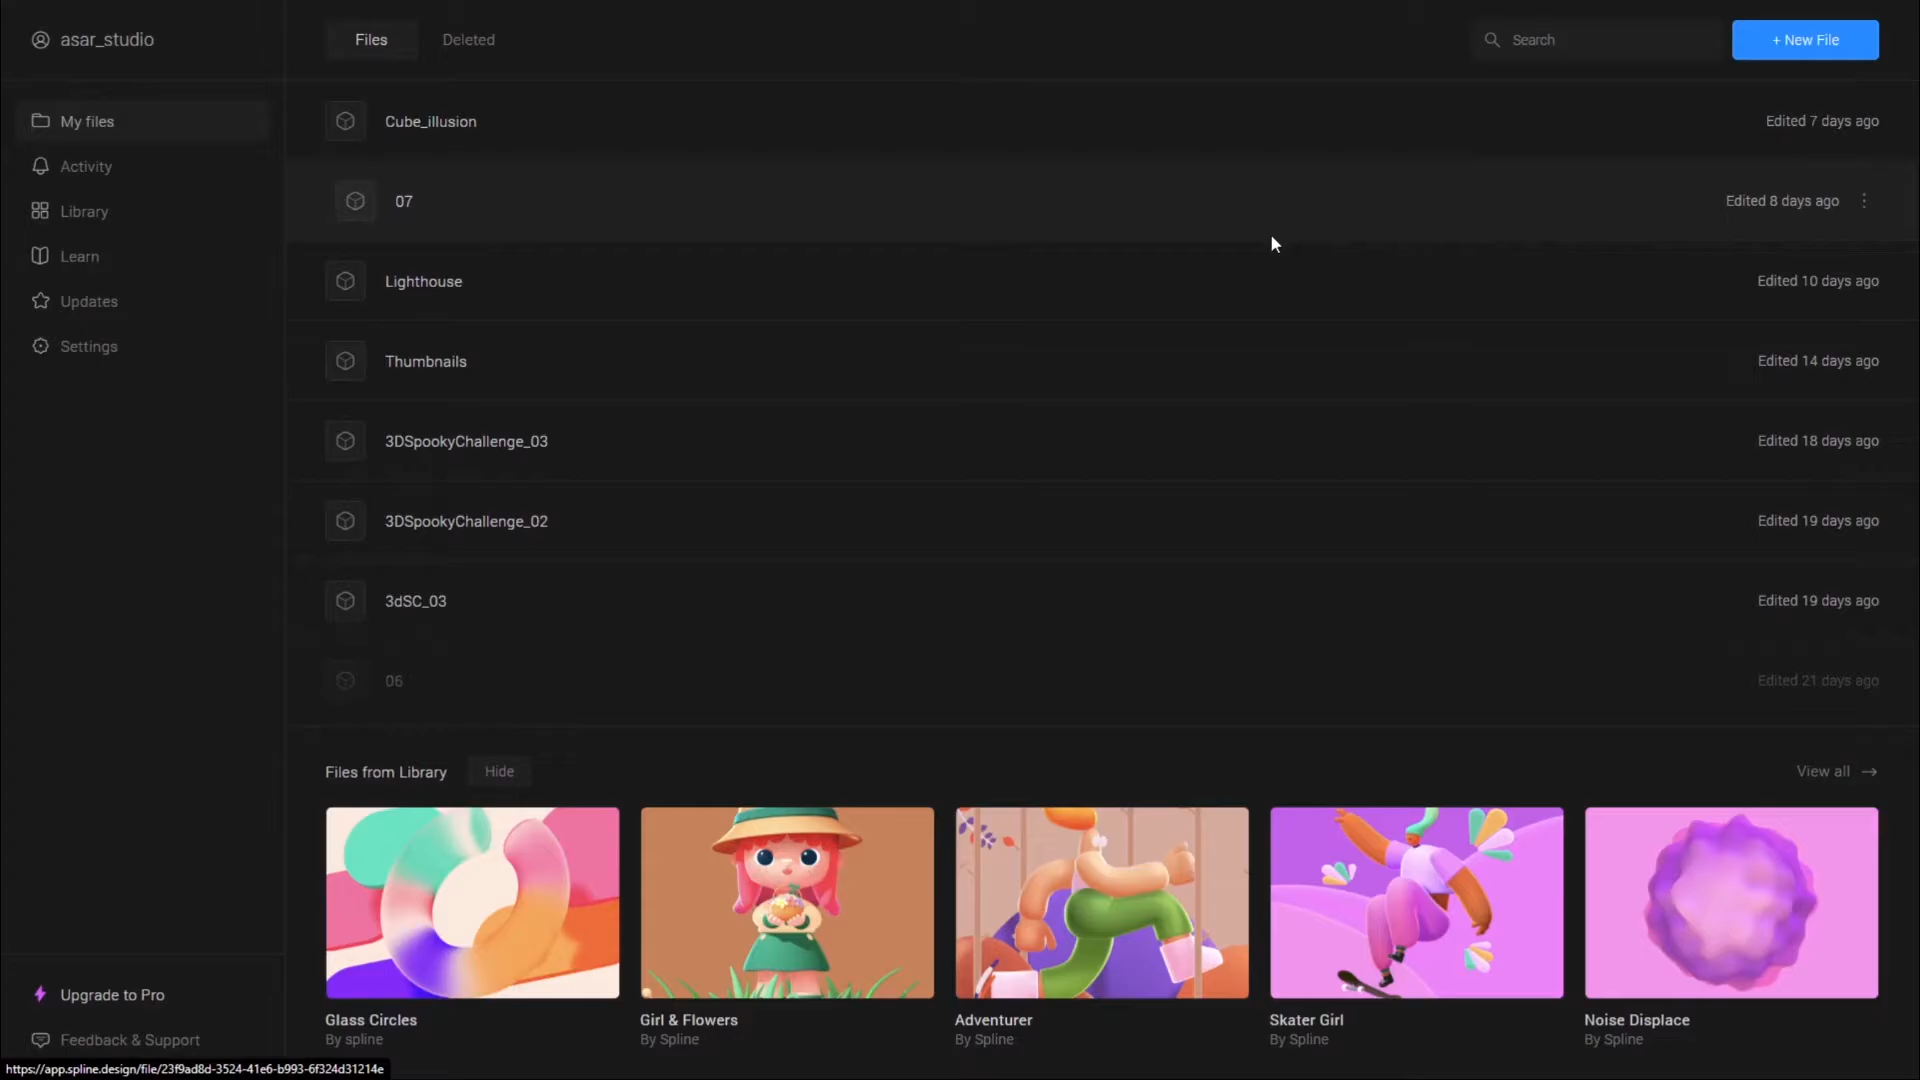 asar_studio
Files
Deleted
Search
+ New File
My files
Activity
Library
Learn
Updates
Settings
Cube_illusion
Edited 7 days ago
07
Edited 8 days ago
Lighthouse
Edited 10 days ago
Thumbnails
Edited 14 days ago
3DSpookyChallenge_03
Edited 18 days ago
3DSpookyChallenge_02
Edited 19 days ago
3dSC_03
Edited 19 days ago
06
Edited 21 days ago
Files from Library
Hide
View all →
Glass Circles
By spline
Girl & Flowers
By Spline
Adventurer
By Spline
Skater Girl
By Spline
Noise Displace
By Spline
Upgrade to Pro
Feedback & Support
https://app.spline.design/file/23f9ad8d-3524-41e6-b993-6f324d31214e